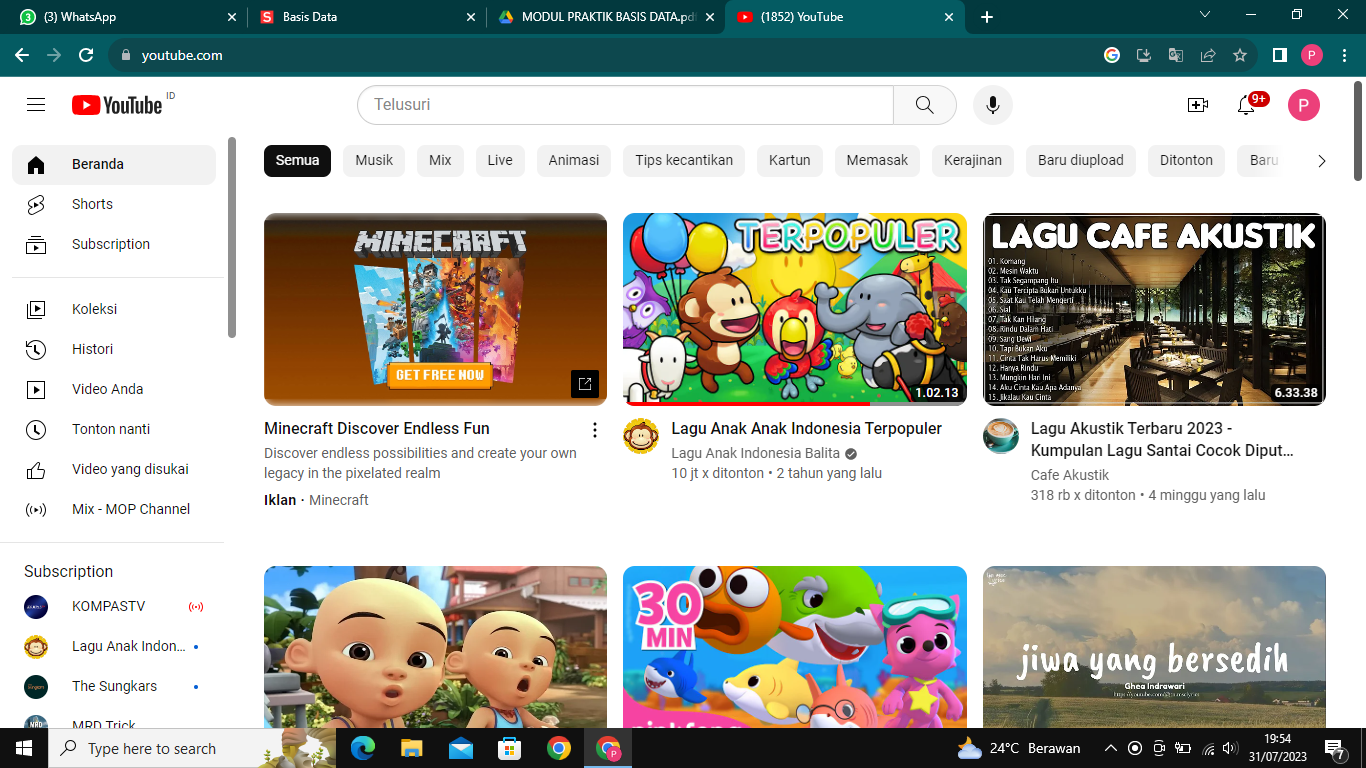 (3) WhatsApp
Basis Data
MODUL PRAKTIK BASIS DATA.pd
(1852) YouTube
youtube.com
P
YouTube ID
Telusuri
9+
P
Beranda
Shorts
Subscription
Koleksi
Histori
Video Anda
Tonton nanti
Video yang disukai
Mix - MOP Channel
Subscription
KOMPASTV
Lagu Anak Indon...
The Sungkars
MRD Trick
Semua Musik Mix Live Animasi Tips kecantikan Kartun Memasak Kerajinan Baru diupload Ditonton Baru
MINECRAFT
GET FREE NOW
Minecraft Discover Endless Fun
Discover endless possibilities and create your own
legacy in the pixelated realm
Iklan · Minecraft
TERPOPULER
1.02.13
Lagu Anak Anak Indonesia Terpopuler
Lagu Anak Indonesia Balita
10 jt x ditonton • 2 tahun yang lalu
LAGU CAFE AKUSTIK
01. Komang
02. Mesin Waktu
03. Tak Segampang Itu
04. Kau Tercipta Bukan Untukku
05. Saat Kau Telah Mengerti
06. Sial
07. Tak Kan Hilang
08. Rindu Dalam Hati
09. Sang Dewi
10. Tapi Bukan Aku
11. Cinta Tak Harus Memiliki
12. Hanya Rindu
13. Mungkin Hari Ini
14. Aku Cinta Kau Apa Adanya
15. Jikalau Kau Cinta
6.33.38
Lagu Akustik Terbaru 2023 -
Kumpulan Lagu Santai Cocok Diput...
Cafe Akustik
318 rb x ditonton • 4 minggu yang lalu
30
MIN
jiwa yang bersedih
Ghea Indrawari
Type here to search
P
24°C Berawan
19:54
31/07/2023
7